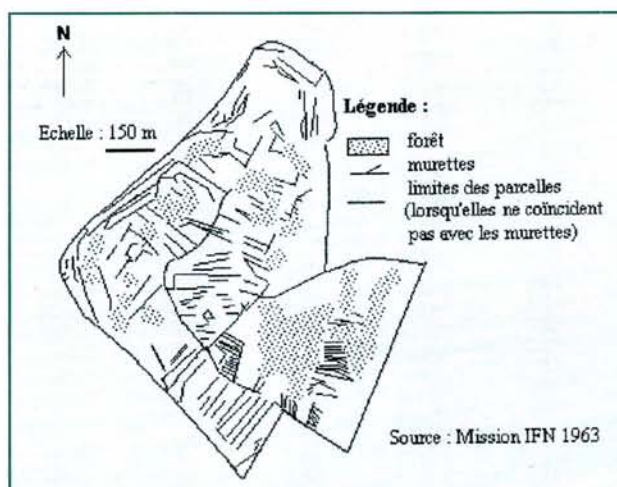 N
Echelle : 150 m
Légende :
forêt
murettes
limites des parcelles
(lorsqu'elles ne coïncident
pas avec les murettes)
Source : Mission IFN 1963